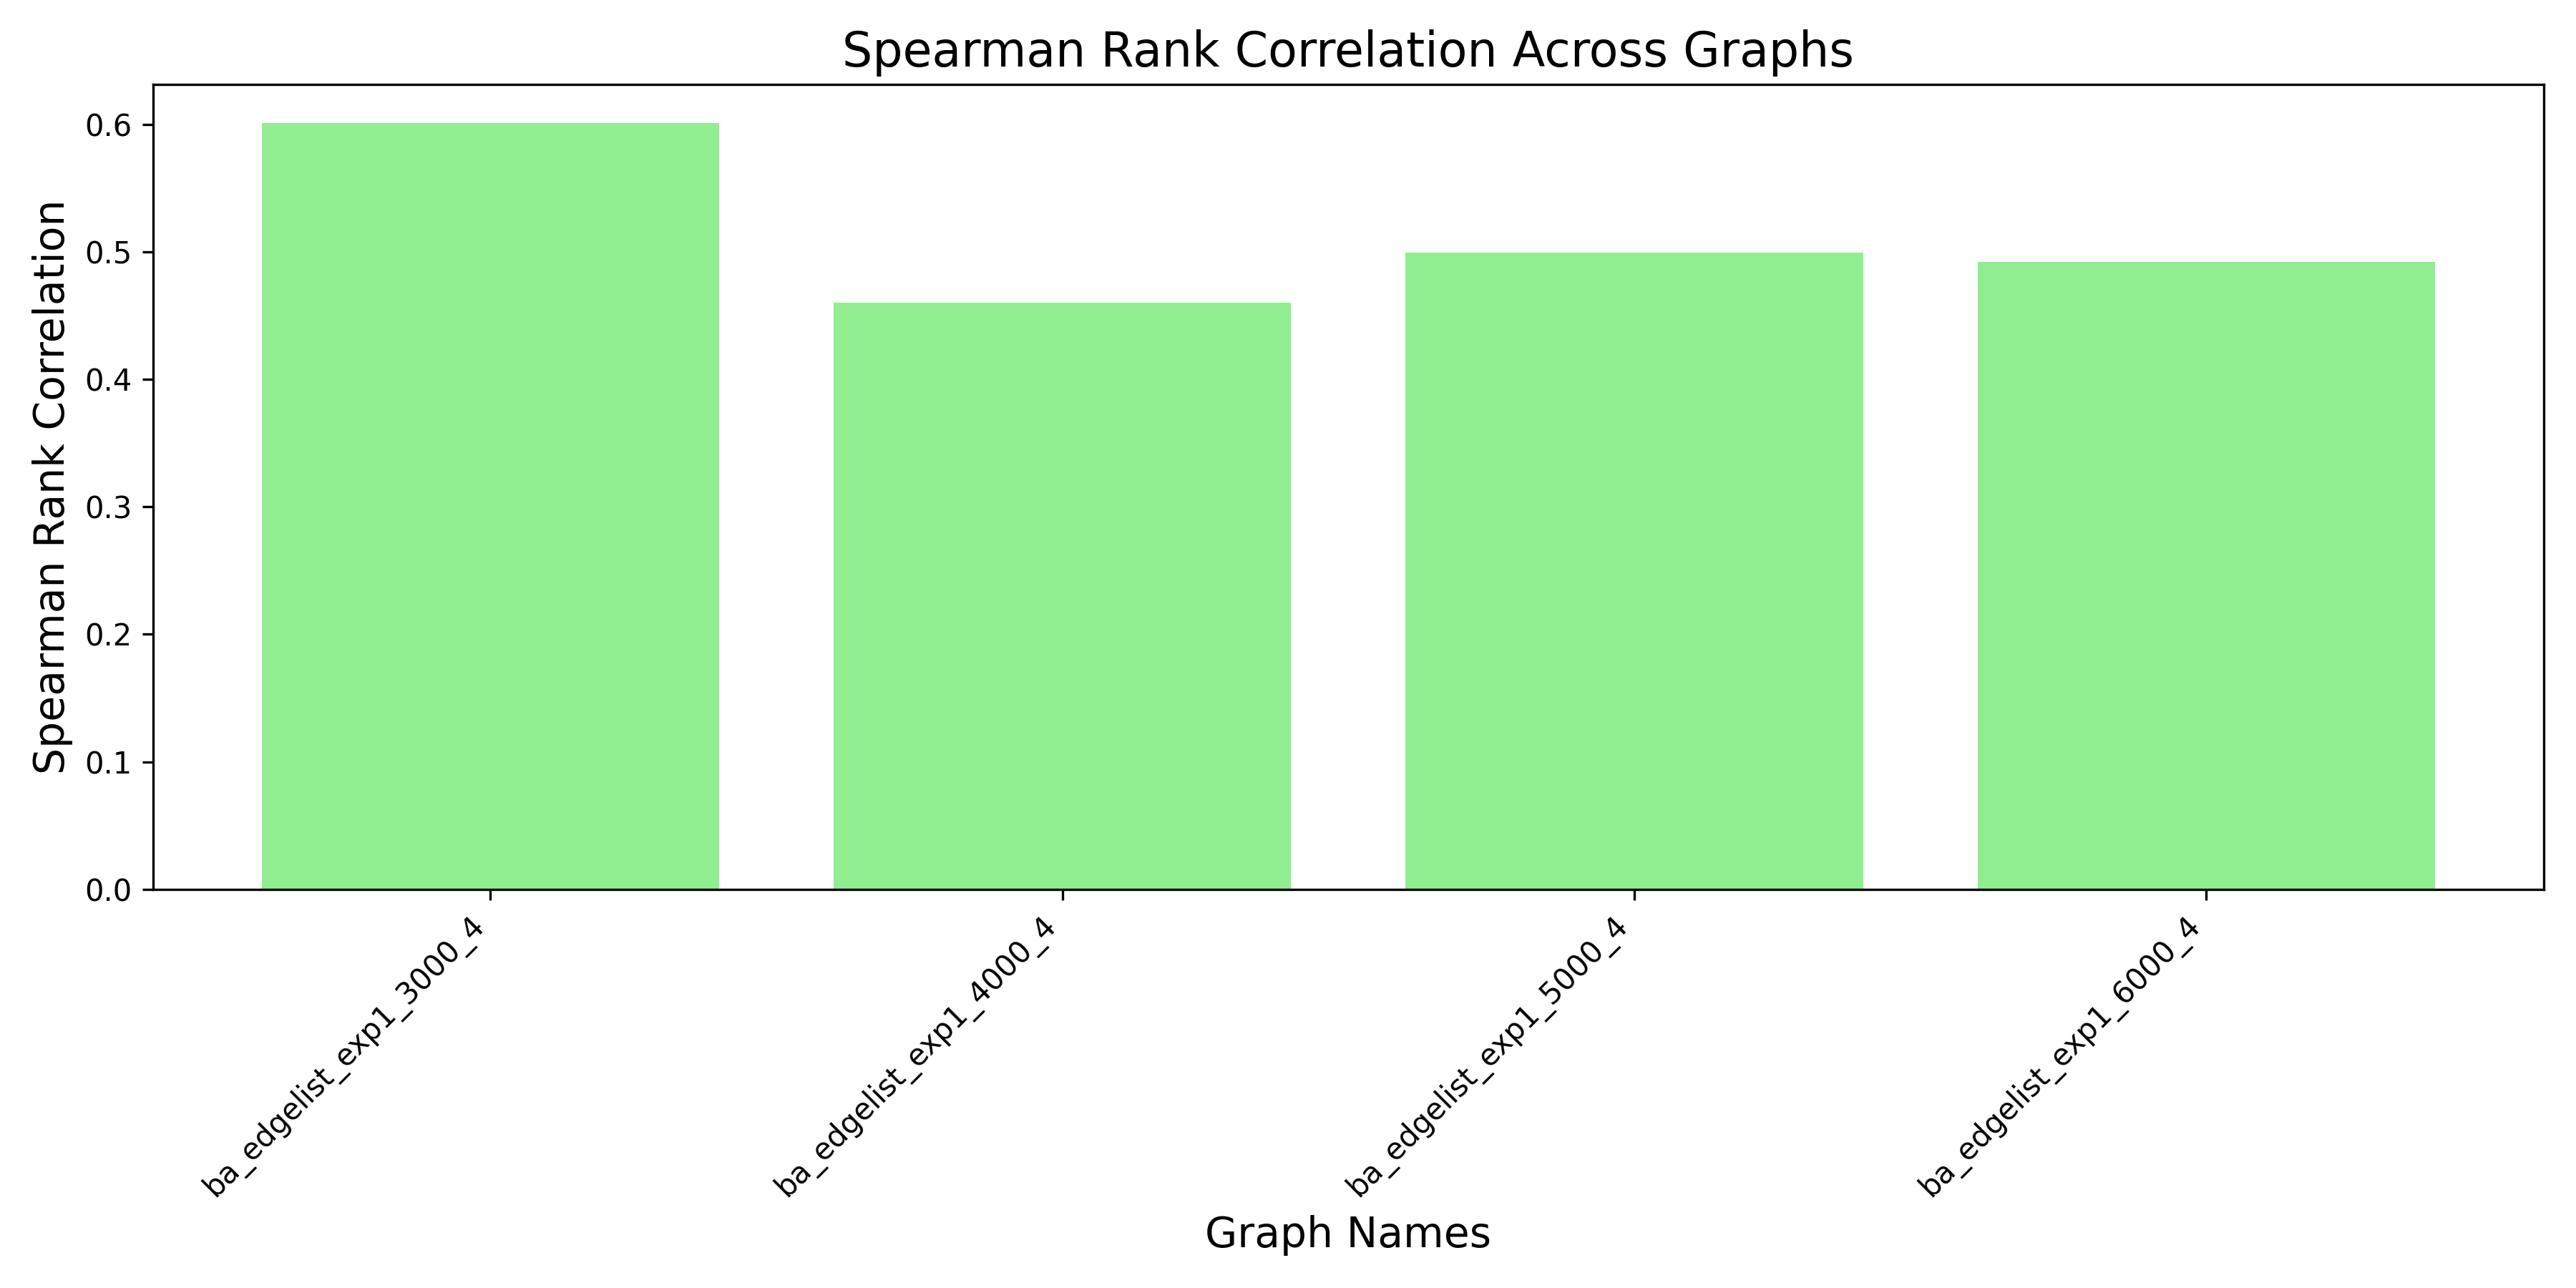 Spearman Rank Correlation Across Graphs
Spearman Rank Correlation
0.6
0.5
0.4
0.3
0.2
0.1
0.0
ba_edgelist_exp1_3000_4
ba_edgelist_exp1_4000_4
ba_edgelist_exp1_5000_4
ba_edgelist_exp1_6000_4
Graph Names